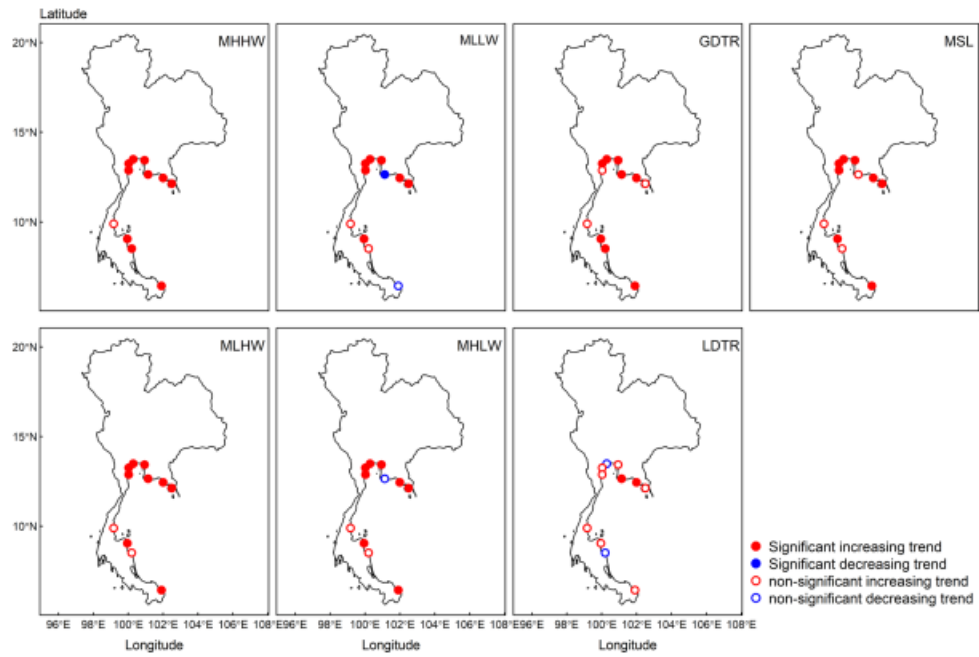 Latitude
20°N
15°N
10°N
MHHW
MLLW
GDTR
MSL
20°N
15°N
10°N
MLHW
MHLW
LDTR
Significant increasing trend
Significant decreasing trend
non-significant increasing trend
non-significant decreasing trend
96°E 98°E 100°E 102°E 104°E 106°E 108°E
96°E 98°E 100°E 102°E 104°E 106°E 108°E
96°E 98°E 100°E 102°E 104°E 106°E 108°E
Longitude
Longitude
Longitude